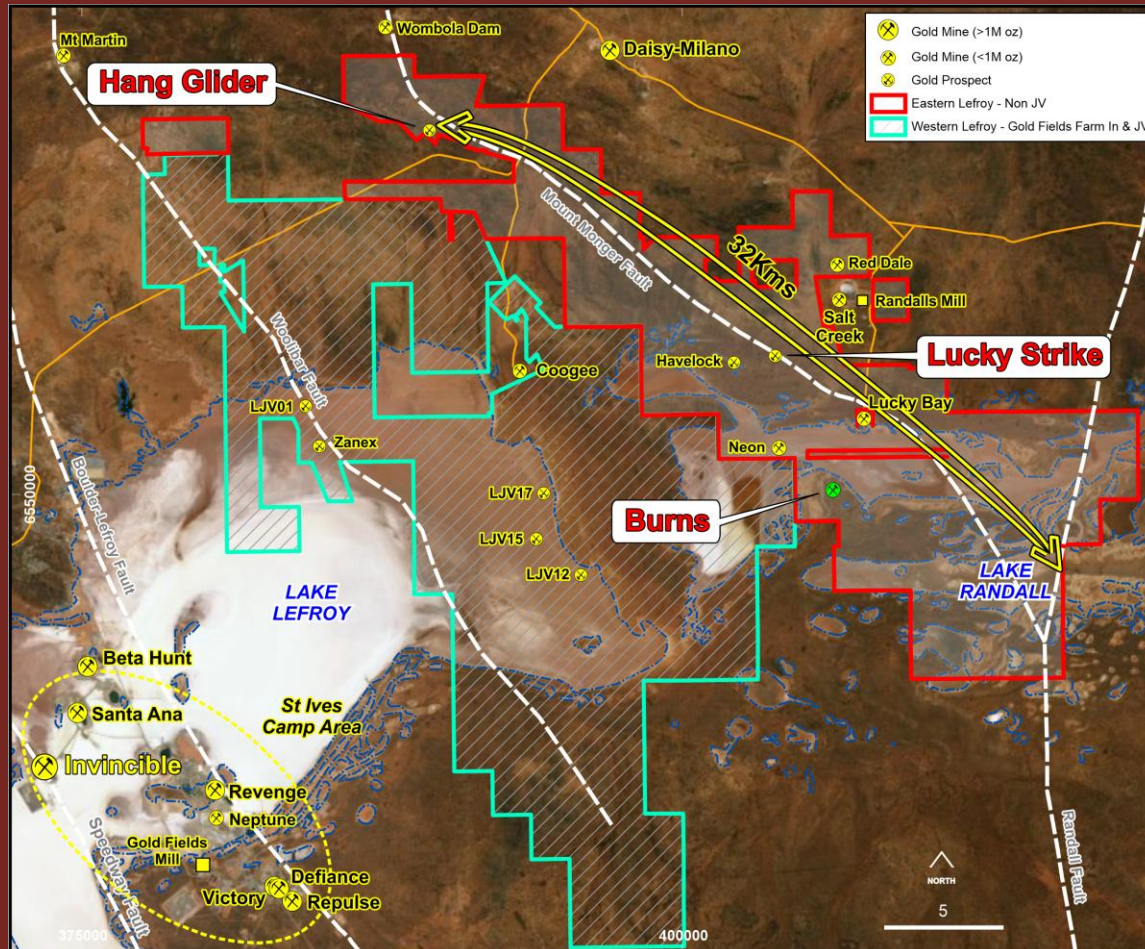 Mt Martin
Wombola Dam
Daisy-Milano
Gold Mine (>1M oz)
Gold Mine (<1M oz)
Gold Prospect
Eastern Lefroy - Non JV
Western Lefroy - Gold Fields Farm In & JV
Hang Glider
Mount Monger Fault
32Kms
Red Dale
Randalls Mill
Salt
Creek
Woolibar Fault
Lucky Strike
Havelock
Coogee
LJV01
Lucky Bay
Zanex
Neon
6550000
Boulder-Lefroy Fault
LJV17
Burns
LJV15
LJV12
LAKE
LEFROY
LAKE
RANDALL
Beta Hunt
Santa Ana
St Ives
Camp Area
Invincible
Revenge
Neptune
Speedway Fault
Gold Fields
Mill
Defiance
Victory
Repulse
NORTH
5
Randall Fault
375000
400000